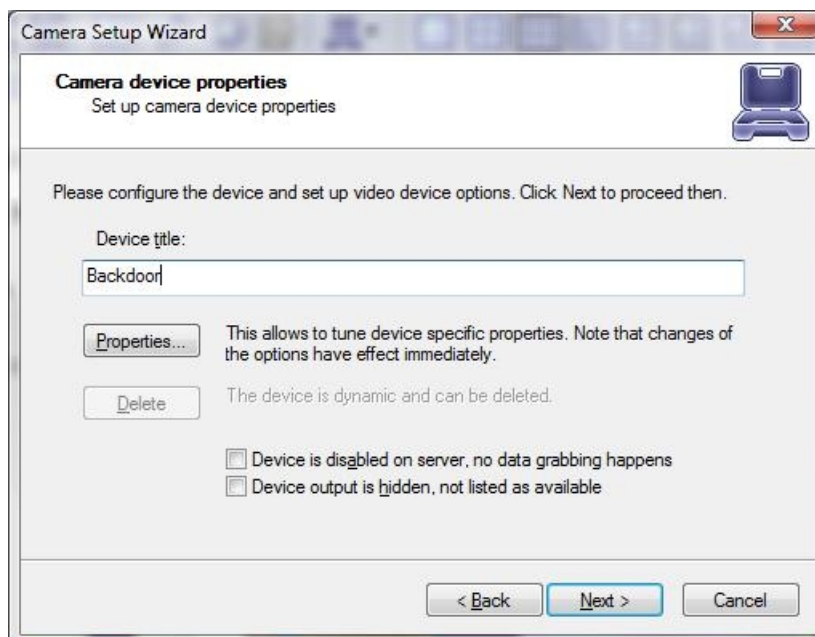 Camera Setup Wizard
Camera device properties
Set up camera device properties
Please configure the device and set up video device options. Click Next to proceed then.
Device title:
Backdoor
Properties...
This allows to tune device specific properties. Note that changes of
the options have effect immediately.
Delete
The device is dynamic and can be deleted.
Device is disabled on server, no data grabbing happens
Device output is hidden, not listed as available
< Back
Next >
Cancel